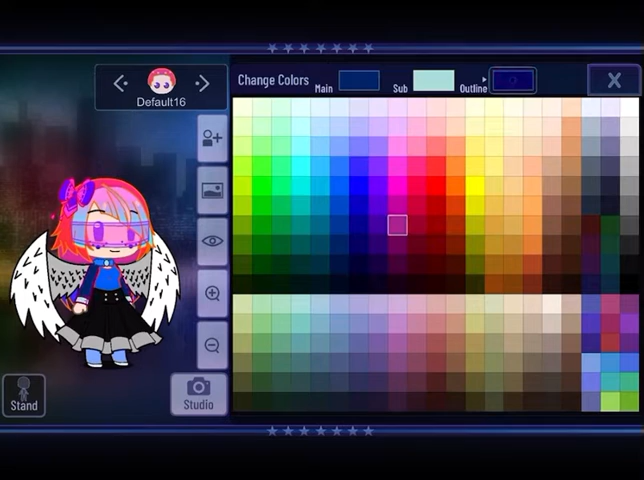 Default16
Change Colors
Main
Sub
Outline
X
Stand
Studio